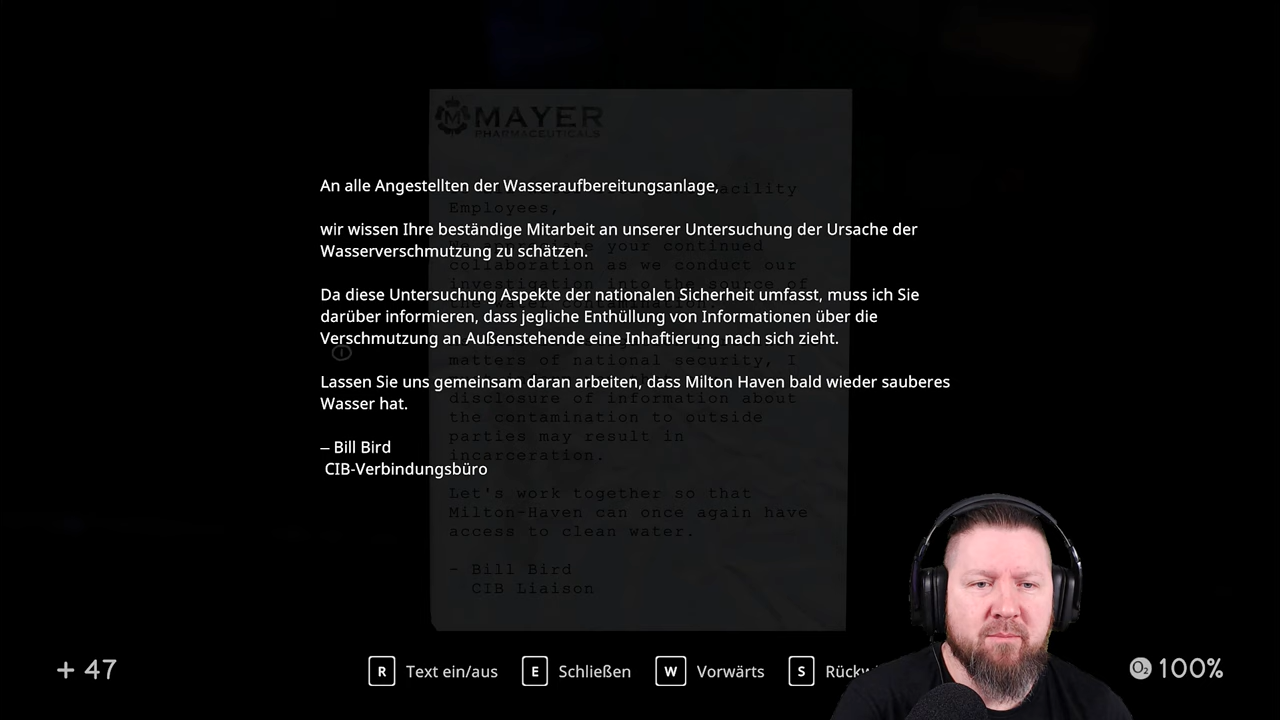 MAYER
PHARMACEUTICALS
An alle Angestellten der Wasseraufbereitungsanlage,
wir wissen Ihre beständige Mitarbeit an unserer Untersuchung der Ursache der
Wasserverschmutzung zu schätzen.
Da diese Untersuchung Aspekte der nationalen Sicherheit umfasst, muss ich Sie
darüber informieren, dass jegliche Enthüllung von Informationen über die
Verschmutzung an Außenstehende eine Inhaftierung nach sich zieht.
Lassen Sie uns gemeinsam daran arbeiten, dass Milton Haven bald wieder sauberes
Wasser hat.
– Bill Bird
CIB-Verbindungsbüro
Employees,
your continued
collaboration as we conduct our
investigation into the source of
matters of national security, I
disclosure of information about
the contamination to outside
parties may result in
incarceration.
Let's work together so that
Milton-Haven can once again have
access to clean water.
- Bill Bird
CIB Liaison
+ 47
R Text ein/aus
E Schließen
W Vorwärts
S
O2 100%